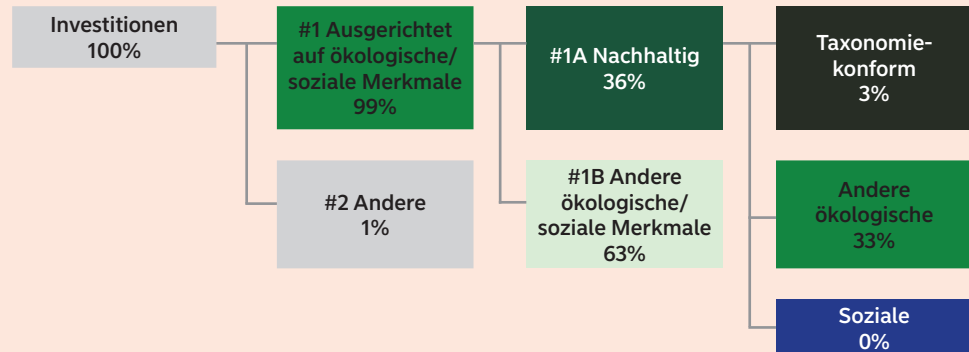 Investitionen
100%
#1 Ausgerichtet
auf ökologische/
soziale Merkmale
99%
#1A Nachhaltig
36%
Taxonomie-
konform
3%
#2 Andere
1%
#1B Andere
ökologische/
soziale Merkmale
63%
Andere
ökologische
33%
Soziale
0%